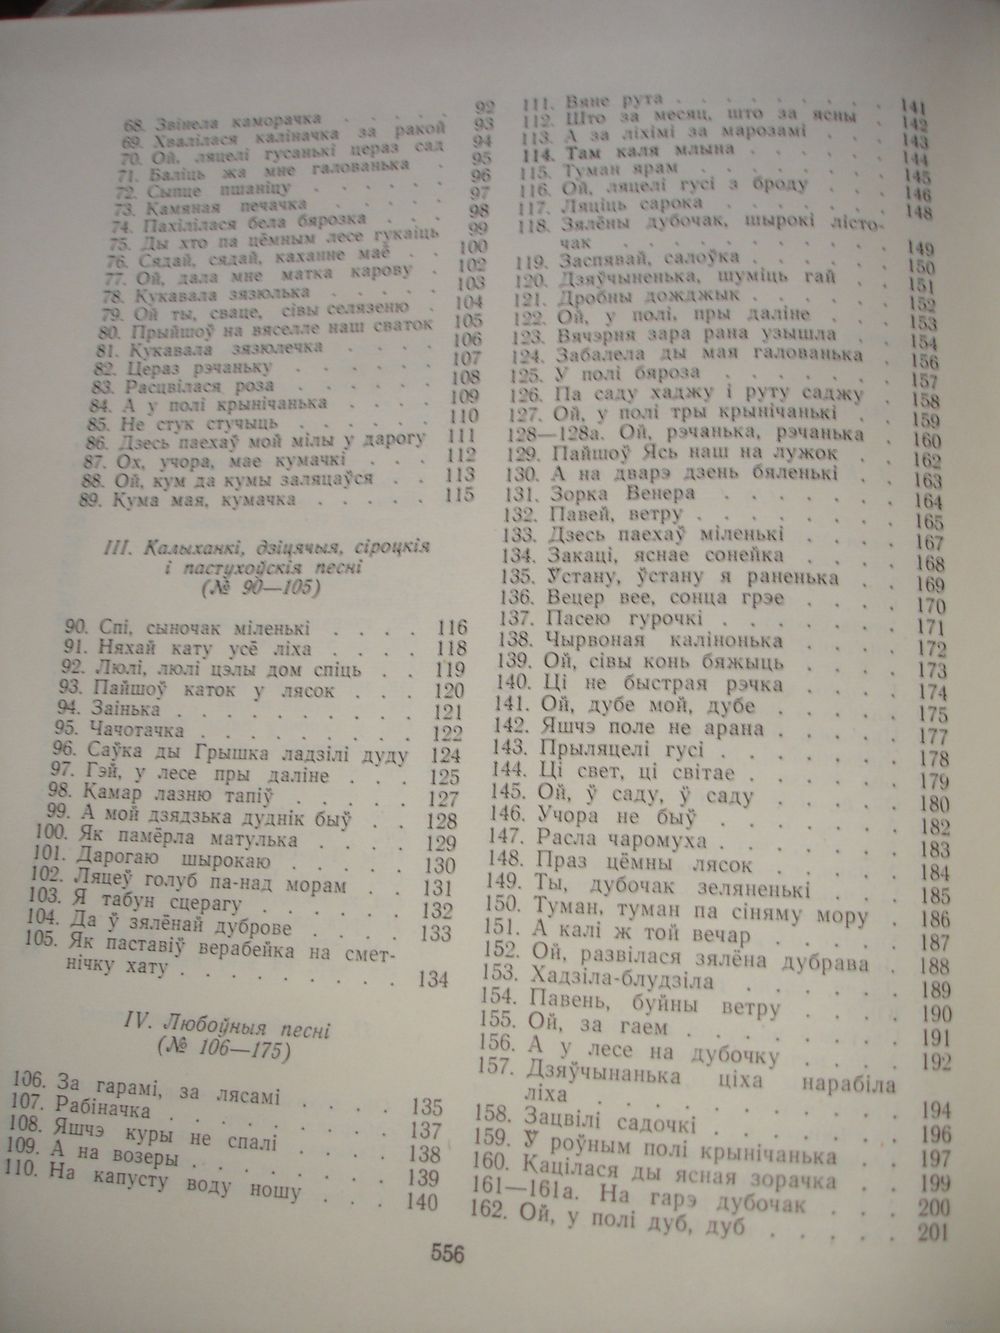 68. Звінела каморачка . . . . . 92
69. Хвалілася каліначка за ракой 93
70. Ой, ляцелі гусанькі цераз сад 94
71. Баліць жа мне галованька . 95
72. Сыпце пшаніцу . . . . . 96
73. Камяная печачка . . . . . 97
74. Пахілілася бела бярозка . . . 98
75. Ды хто па цёмным лесе гукаіць 99
76. Сядай, сядай, каханне маё . . 100
77. Ой, дала мне матка карову . 102
78. Кукавала зязюлька . . . . 103
79. Ой ты, сваце, сівы селязеню . 104
80. Прыйшоў на вяселле наш сваток 105
81. Кукавала зязюлечка . . . . 106
82. Цераз рэчаньку . . . . . 107
83. Расцвілася роза . . . . . 108
84. А у полі крынічанька . . . . 109
85. Не стук стучыць . . . . . 110
86. Дзесь паехаў мой мілы у дарогу 111
87. Ох, учора, мае кумачкі . . . 112
88. Ой, кум да кумы заляцаўся . . 113
89. Кума мая, кумачка . . . . 115
III. Калыханкі, дзіцячыя, сіроцкія
і пастухоўскія песні
(№ 90—105)
90. Спі, сыночак міленькі . . . . 116
91. Няхай кату усё ліха . . . . 118
92. Люлі, люлі цэлы дом спіць . . 119
93. Пайшоў каток у лясок . . . 120
94. Заінька . . . . . . . . . 121
95. Чачотачка . . . . . . . . 122
96. Саўка ды Грышка ладзілі дуду 124
97. Гэй, у лесе пры даліне . . . 125
98. Камар лазню тапіў . . . . . 127
99. А мой дзядзька дуднік быў . . 128
100. Як памёрла матулька . . . . 129
101. Дарогаю шырокаю . . . . 130
102. Ляцеў голуб па-над морам . . 131
103. Я табун сцерагу . . . . . 132
104. Да ў зялёнай дуброве . . . . 133
105. Як паставіў верабейка на смет-
нічку хату . . . . . . . . 134
IV. Любоўныя песні
(№ 106—175)
106. За гарамі, за лясамі . . . . 135
107. Рабіначка . . . . . . . . 137
108. Яшчэ куры не спалі . . . . 138
109. А на возеры . . . . . . . 139
110. На капусту воду ношу . . . 140
111. Вяне рута . . . . . . . . 141
112. Што за месяц, што за ясны . 142
113. А за ліхімі за марозамі . . . 143
114. Там каля млына . . . . . 144
115. Туман ярам . . . . . . . 145
116. Ой, ляцелі гусі з броду . . . 146
117. Ляціць сарока . . . . . . 148
118. Зялёны дубочак, шырокі лісто-
чак . . . . . . . . . . 149
119. Заспявай, салоўка . . . . . 150
120. Дзяўчыненька, шуміць гай . . 151
121. Дробны дожджык . . . . . 152
122. Ой, у полі, пры даліне . . . 153
123. Вячэрня зара рана узышла . . 154
124. Забалела ды мая галованька . 156
125. У полі бяроза . . . . . . 157
126. Па саду хаджу і руту саджу . 158
127. Ой, у полі тры крынічанькі . . 159
128—128а. Ой, рэчанька, рэчанька . 160
129. Пайшоў Ясь наш на лужок . . 162
130. А на дварэ дзень бяленькі . . 163
131. Зорка Венера . . . . . . 164
132. Павей, ветру . . . . . . . 165
133. Дзесь паехаў міленькі . . . . 167
134. Закаці, яснае сонейка . . . . 168
135. Устану, ўстану я раненька . . 169
136. Вецер вее, сонца грэе . . . . 170
137. Пасею гурочкі . . . . . . 171
138. Чырвоная калінонька . . . . 172
139. Ой, сівы конь бяжыць . . . . 173
140. Ці не быстрая рэчка . . . . 174
141. Ой, дубе мой, дубе . . . . . 175
142. Яшчэ поле не арана . . . . . 177
143. Прыляцелі гусі . . . . . . 178
144. Ці свет, ці світае . . . . . 179
145. Ой, ў саду, ў саду . . . . . 180
146. Учора не быў . . . . . . 182
147. Расла чаромуха . . . . . . 183
148. Праз цёмны лясок . . . . . 184
149. Ты, дубочак зеляненькі . . . 185
150. Туман, туман па сіняму мору . 186
151. А калі ж той вечар . . . . . 187
152. Ой, развілася зялёна дубрава . 188
153. Хадзіла-блудзіла . . . . . 189
154. Павень, буйны ветру . . . . 190
155. Ой, за гаем . . . . . . . 191
156. А у лесе на дубочку . . . . 192
157. Дзяўчынанька ціха нарабіла
ліха . . . . . . . . . . 194
158. Зацвілі садочкі . . . . . . 196
159. У роўным полі крынічанька . . 197
160. Кацілася ды ясная зорачка . . 199
161—161а. На гарэ дубочак . . . 200
162. Ой, у полі дуб, дуб . . . . . 201
556